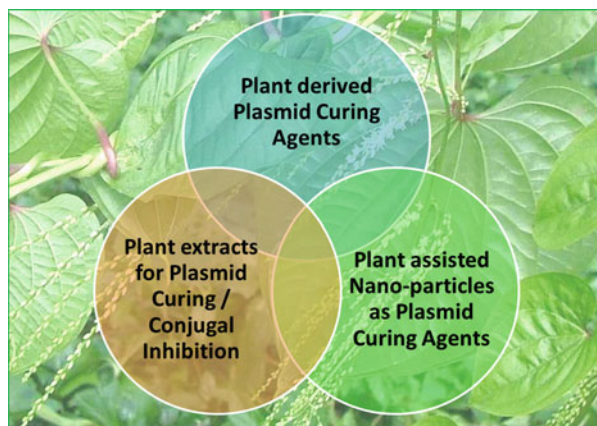 Plant derived
Plasmid Curing
Agents
Plant extracts
for Plasmid
Curing /
Conjugal
Inhibition
Plant assisted
Nano-particles
as Plasmid
Curing Agents